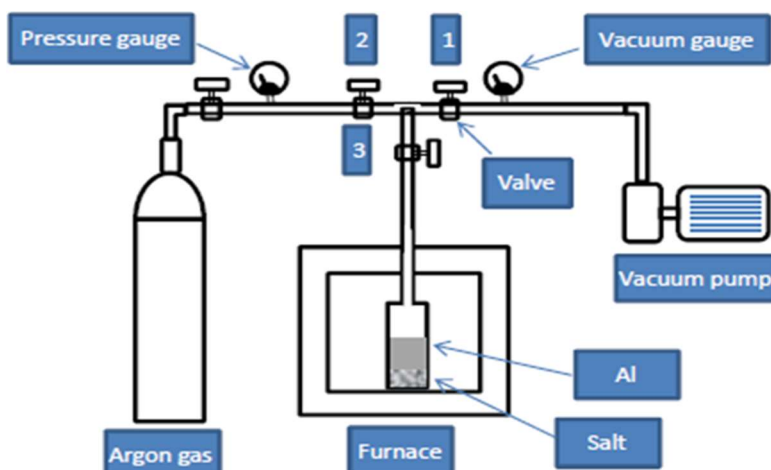 Pressure gauge
2
1
Vacuum gauge
3
Valve
Vacuum pump
Al
Salt
Argon gas
Furnace